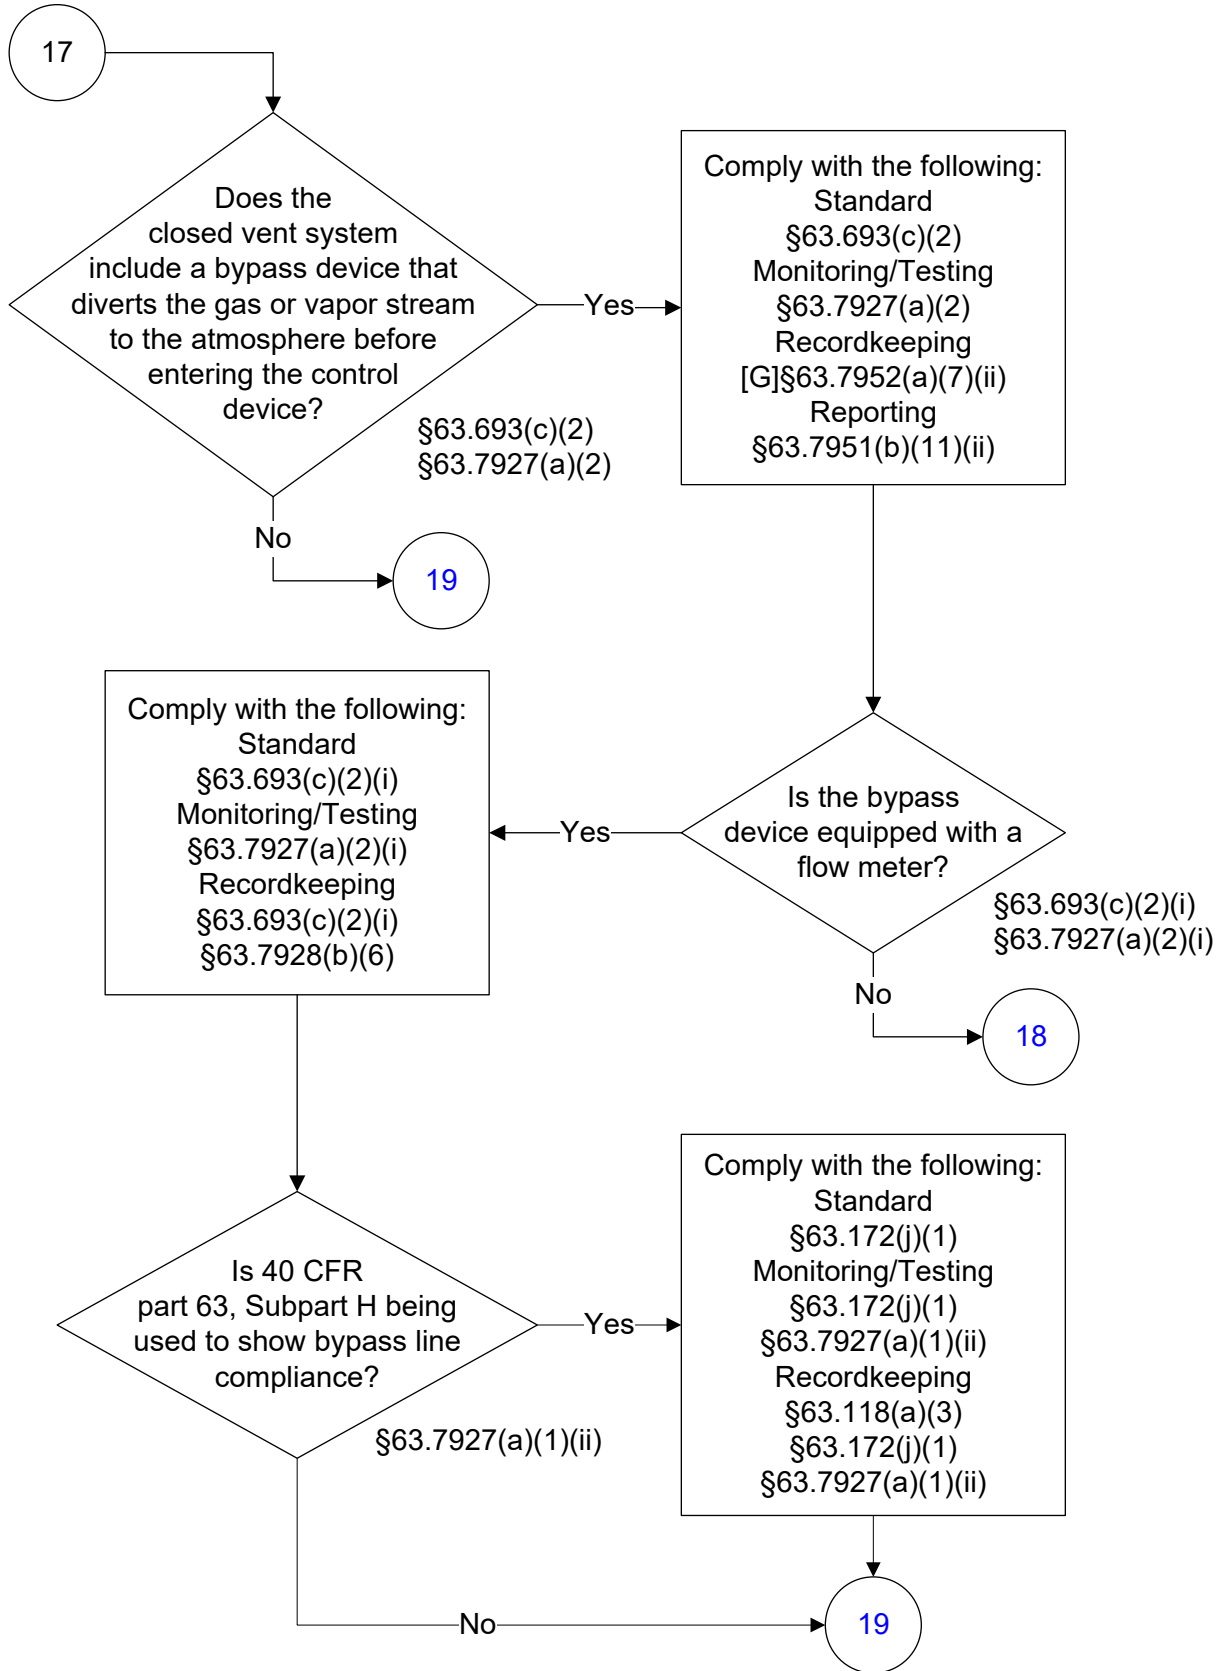 17
Does the
closed vent system
include a bypass device that
diverts the gas or vapor stream
to the atmosphere before
entering the control
device?
§63.693(c)(2)
§63.7927(a)(2)
Yes
Comply with the following:
Standard
§63.693(c)(2)
Monitoring/Testing
§63.7927(a)(2)
Recordkeeping
[G]§63.7952(a)(7)(ii)
Reporting
§63.7951(b)(11)(ii)
No
19
Is the bypass
device equipped with a
flow meter?
§63.693(c)(2)(i)
§63.7927(a)(2)(i)
Yes
Comply with the following:
Standard
§63.693(c)(2)(i)
Monitoring/Testing
§63.7927(a)(2)(i)
Recordkeeping
§63.693(c)(2)(i)
§63.7928(b)(6)
No
18
Is 40 CFR
part 63, Subpart H being
used to show bypass line
compliance?
§63.7927(a)(1)(ii)
Yes
Comply with the following:
Standard
§63.172(j)(1)
Monitoring/Testing
§63.172(j)(1)
§63.7927(a)(1)(ii)
Recordkeeping
§63.118(a)(3)
§63.172(j)(1)
§63.7927(a)(1)(ii)
No
19